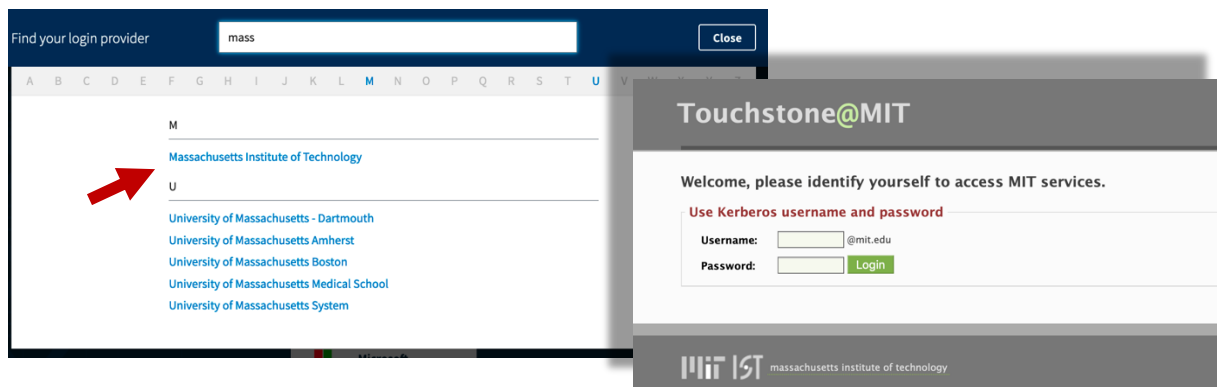 Find your login provider
mass
Close
A B C D E F G H I J K L M N O P Q R S T U V
M
Massachusetts Institute of Technology
U
University of Massachusetts - Dartmouth
University of Massachusetts Amherst
University of Massachusetts Boston
University of Massachusetts Medical School
University of Massachusetts System
Touchstone@MIT
Welcome, please identify yourself to access MIT services.
Use Kerberos username and password
Username: @mit.edu
Password: Login
MIT IST massachusetts institute of technology